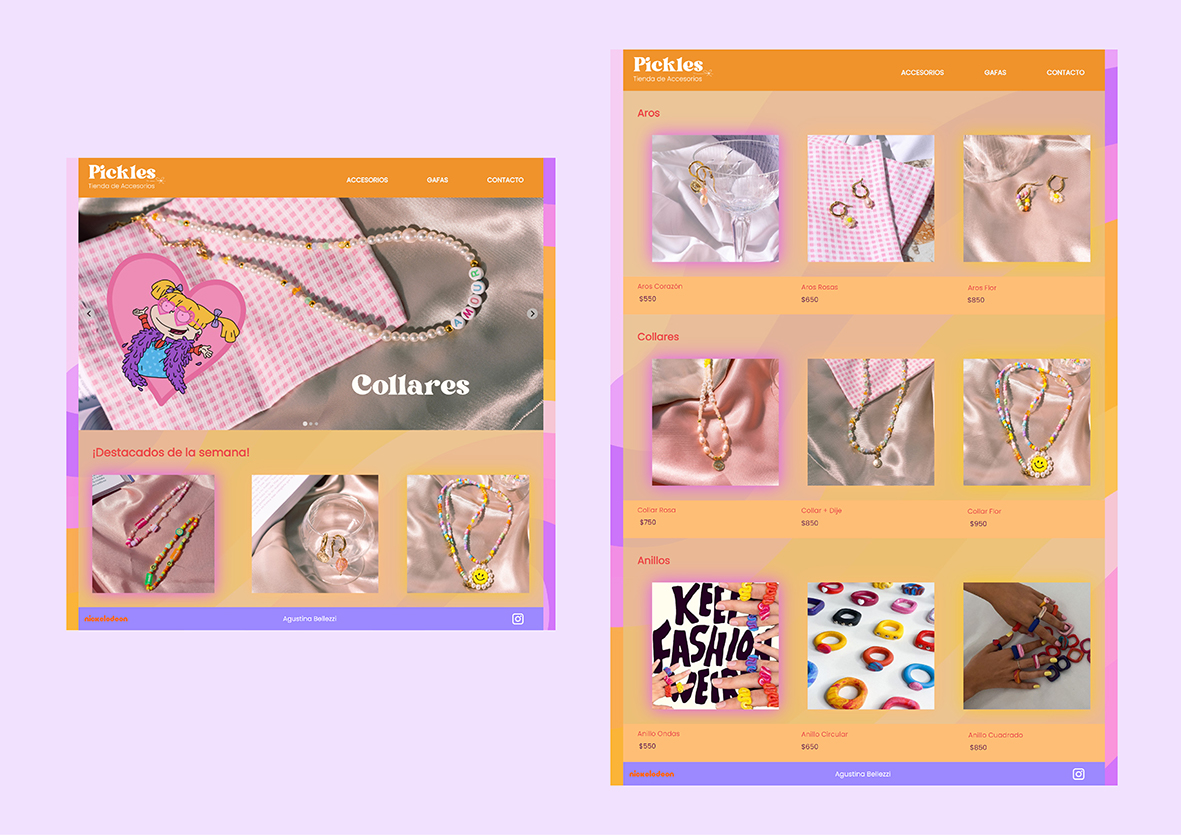 Pickles
Tienda de Accesorios
ACCESORIOS GAFAS CONTACTO
AMOUR
Collares
¡Destacados de la semana!
nickelodeon
Agustina Bellezzi
Pickles
Tienda de Accesorios
ACCESORIOS GAFAS CONTACTO
Aros
Aros Corazón Aros Rosas Aros Flor
$550 $650 $850
Collares
Collar Rosa Collar + Dije Collar Flor
$750 $850 $950
Anillos
KEEP
FASHION
WEIRD
Anillo Ondas Anillo Circular Anillo Cuadrado
$550 $650 $850
nickelodeon
Agustina Bellezzi